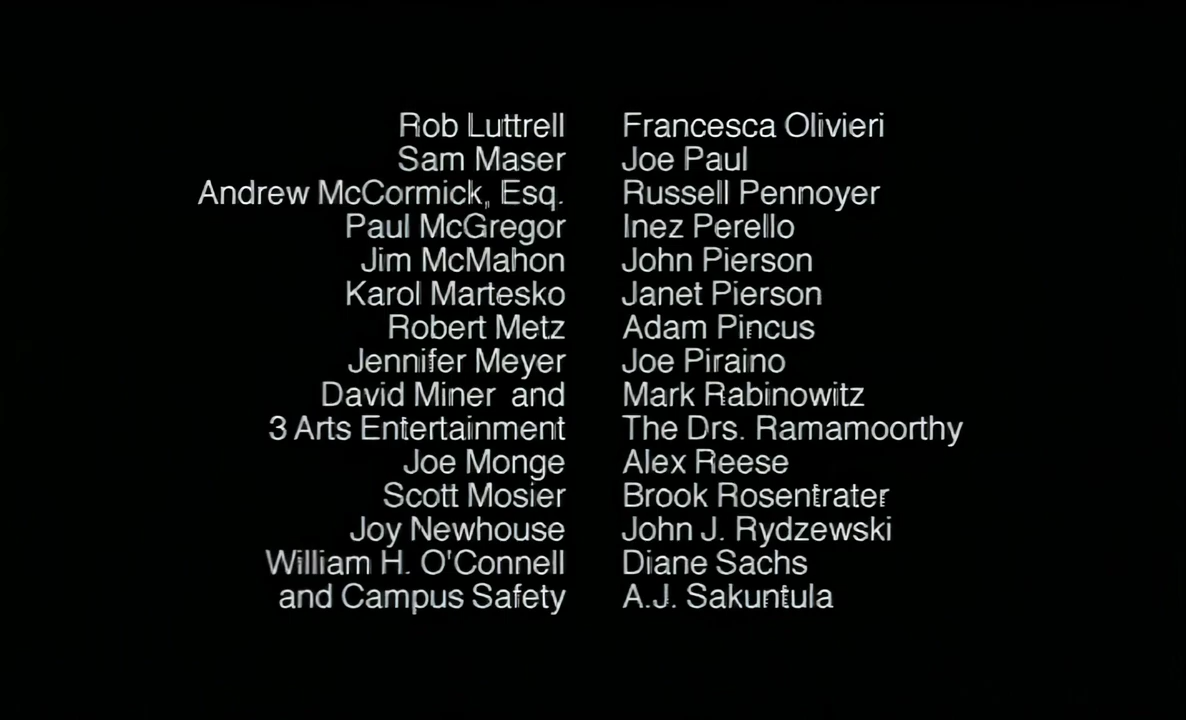 Rob Luttrell
Sam Maser
Andrew McCormick, Esq.
Paul McGregor
Jim McMahon
Karol Martesko
Robert Metz
Jennifer Meyer
David Miner and
3 Arts Entertainment
Joe Monge
Scott Mosier
Joy Newhouse
William H. O'Connell
and Campus Safety
Francesca Olivieri
Joe Paul
Russell Pennoyer
Inez Perello
John Pierson
Janet Pierson
Adam Pincus
Joe Piraino
Mark Rabinowitz
The Drs. Ramamoorthy
Alex Reese
Brook Rosentrater
John J. Rydzewski
Diane Sachs
A.J. Sakuntula